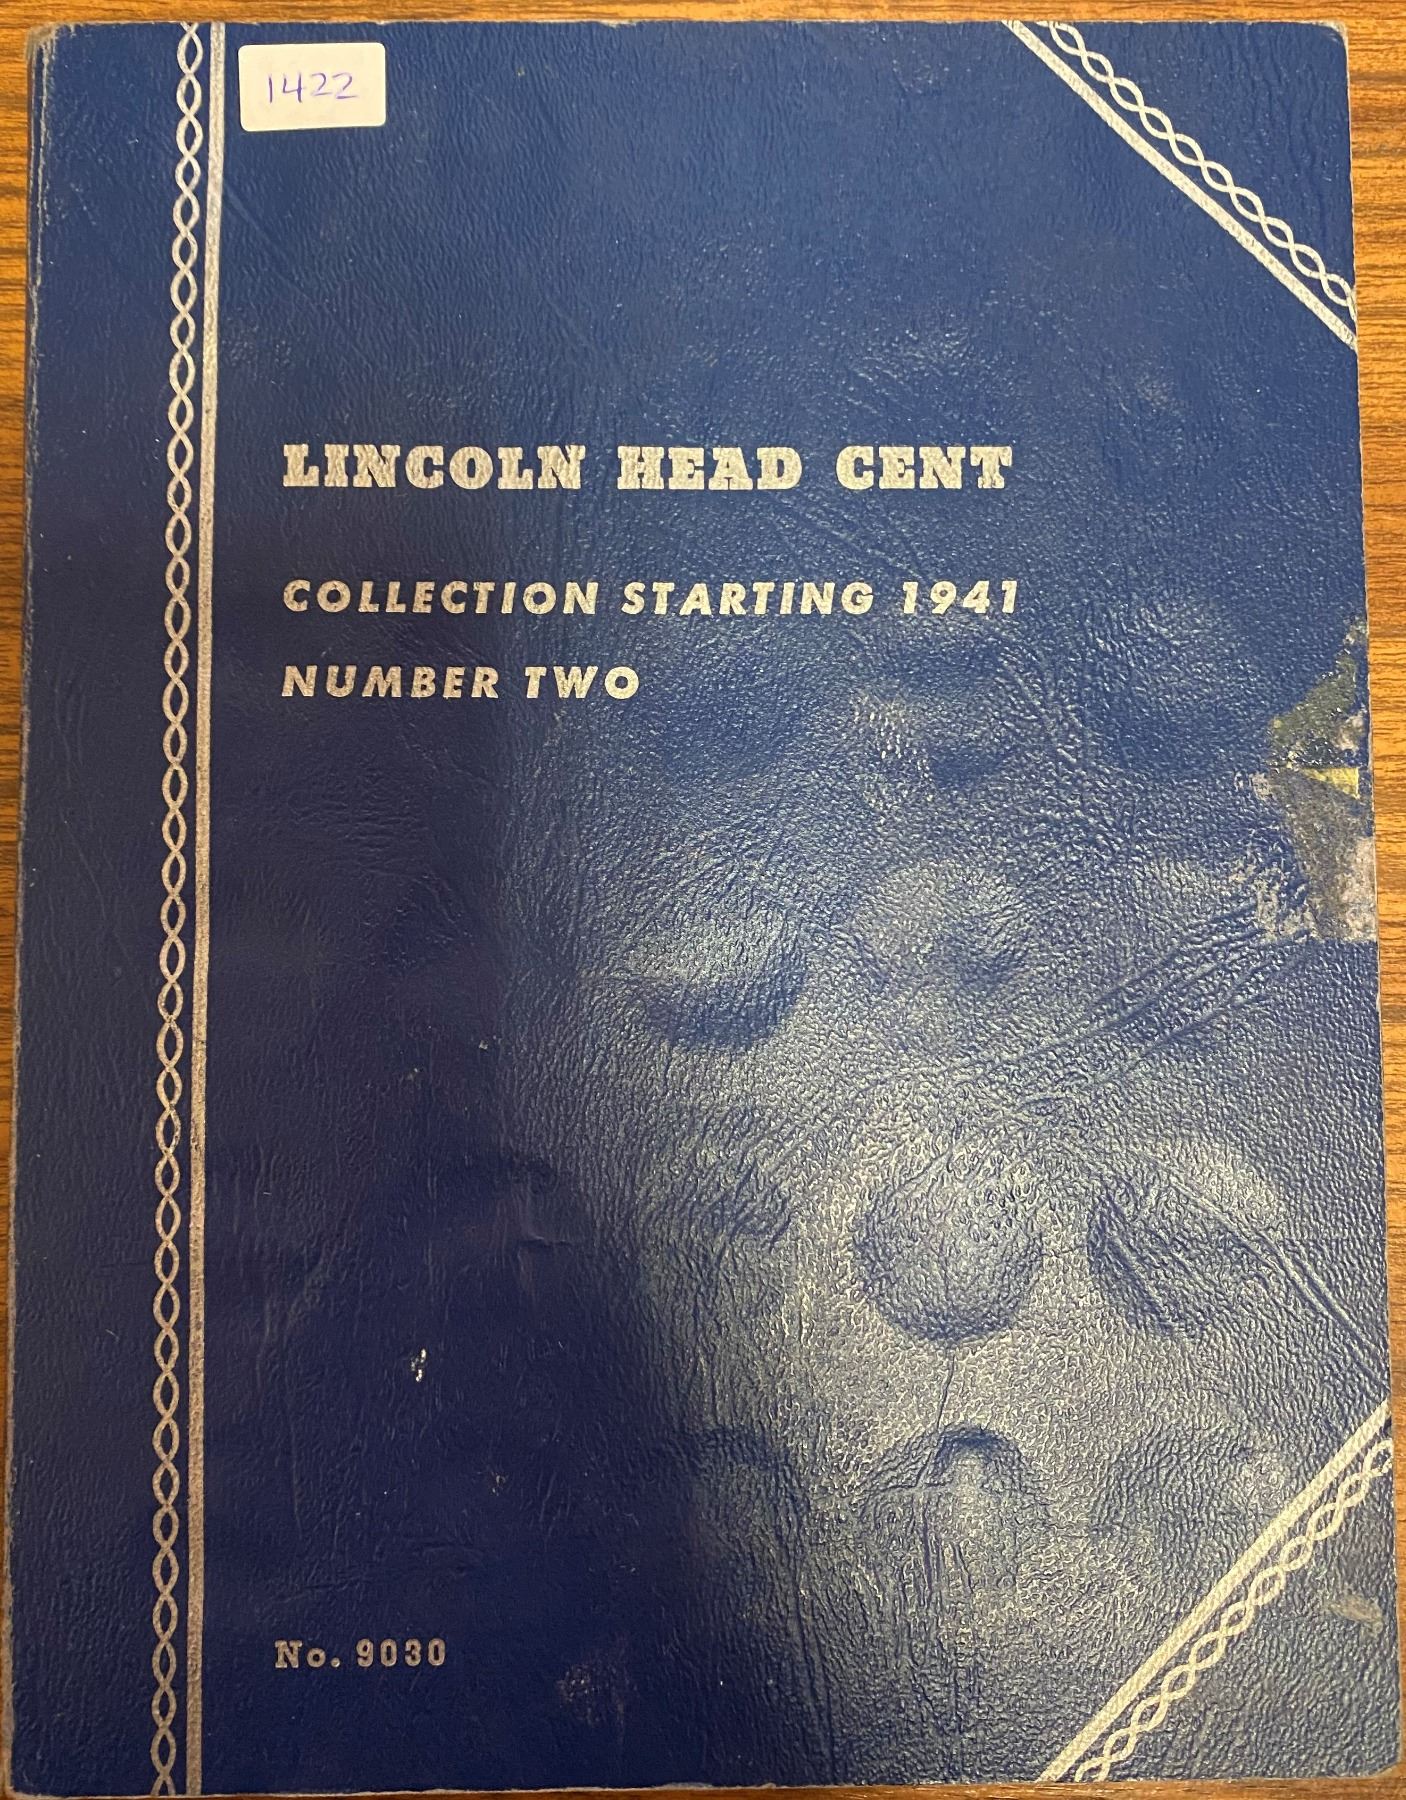 1422
LINCOLN HEAD CENT
COLLECTION STARTING 1941
NUMBER TWO
No. 9030